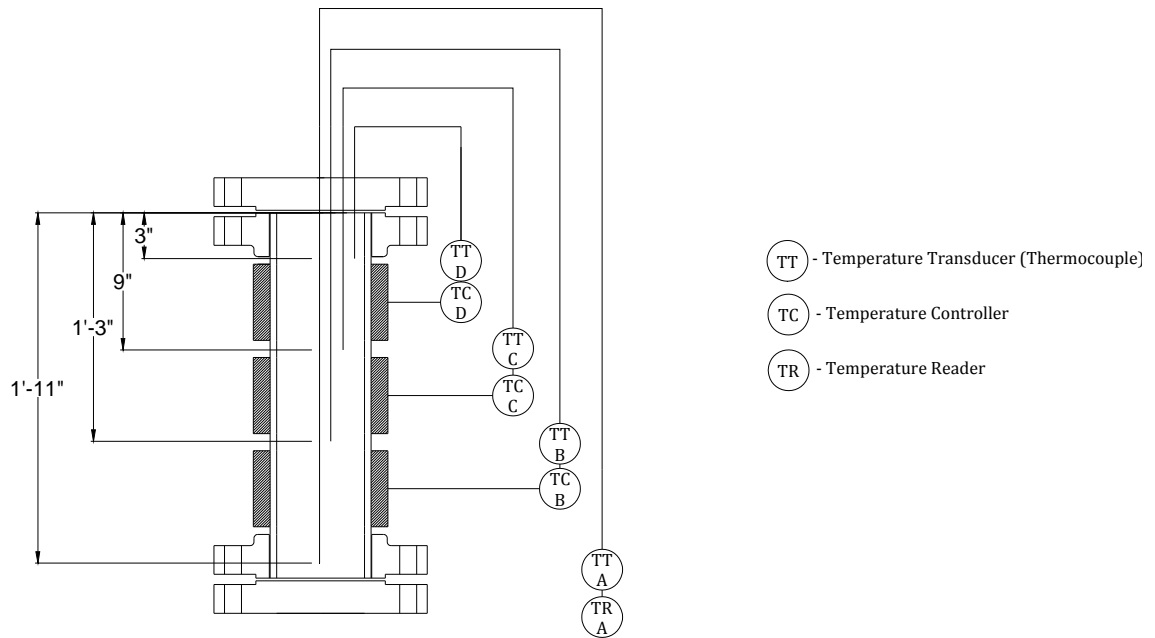 3"
9"
1'-3"
1'-11"
TT
D
TC
D
TT
C
TC
C
TT
B
TC
B
TT
A
TR
A
TT - Temperature Transducer (Thermocouple)
TC - Temperature Controller
TR - Temperature Reader